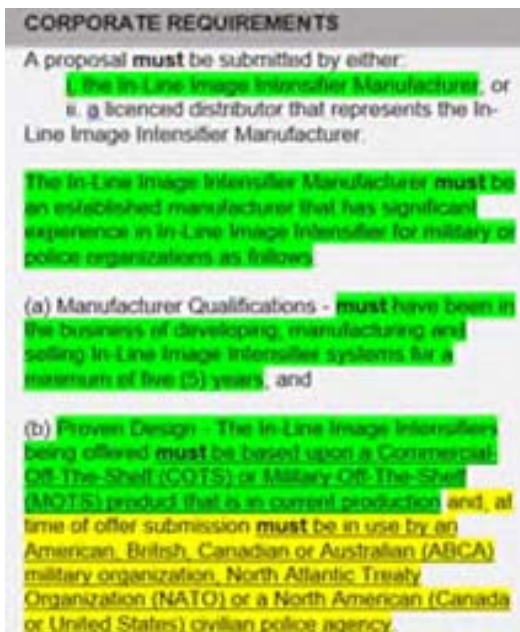 CORPORATE REQUIREMENTS
A proposal must be submitted by either:
i. the In-Line Image Intensifier Manufacturer, or
ii. a licenced distributor that represents the In-
Line Image Intensifier Manufacturer.
The In-Line Image Intensifier Manufacturer must be
an established manufacturer that has significant
experience in In-Line Image Intensifier for military or
police organizations as follows
(a) Manufacturer Qualifications - must have been in
the business of developing, manufacturing and
selling In-Line Image Intensifier systems for a
minimum of five (5) years, and
(b) Proven Design - The In-Line Image Intensifiers
being offered must be based upon a Commercial-
Off-The-Shelf (COTS) or Military Off-The-Shelf
(MOTS) product that is in current production and, at
time of offer submission must be in use by an
American, British, Canadian or Australian (ABCA)
military organization, North Atlantic Treaty
Organization (NATO) or a North American (Canada
or United States) civilian police agency.